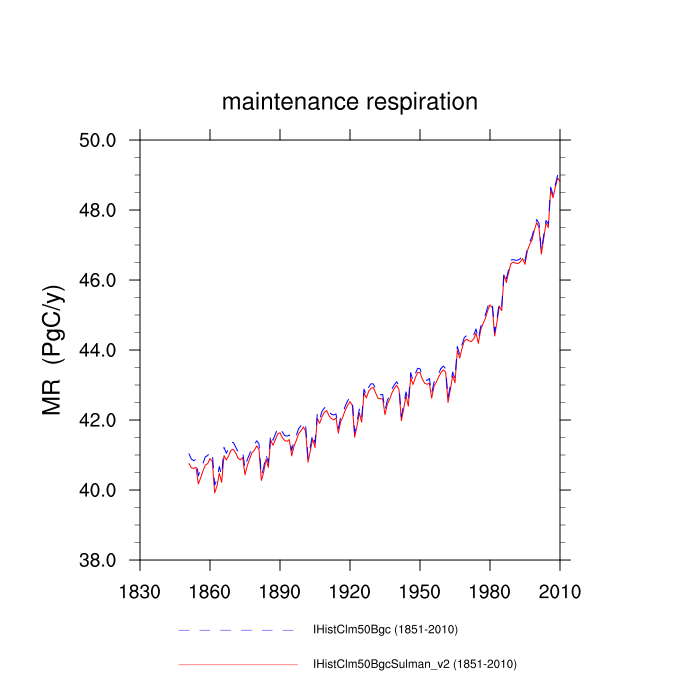 maintenance respiration
MR (PgC/y)
50.0
48.0
46.0
44.0
42.0
40.0
38.0
1830 1860 1890 1920 1950 1980 2010
IHistClm50Bgc (1851-2010)
IHistClm50BgcSulman_v2 (1851-2010)